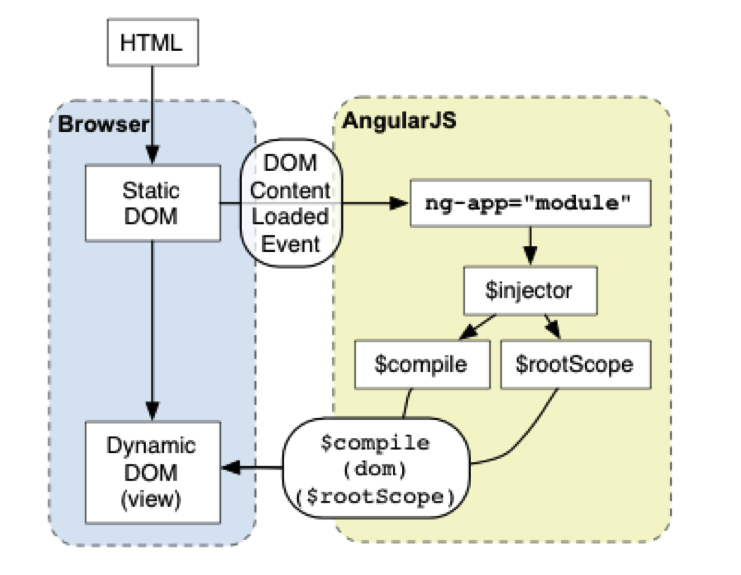 HTML
Browser
AngularJS
Static
DOM
DOM
Content
Loaded
Event
ng-app="module"
$injector
$compile
$rootScope
Dynamic
DOM
(view)
$compile
(dom)
($rootScope)